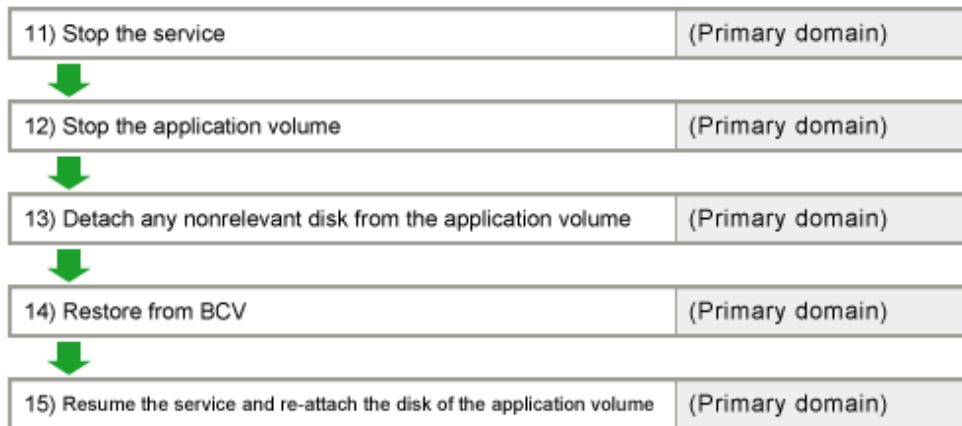 11) Stop the service (Primary domain)
12) Stop the application volume (Primary domain)
13) Detach any nonrelevant disk from the application volume (Primary domain)
14) Restore from BCV (Primary domain)
15) Resume the service and re-attach the disk of the application volume (Primary domain)